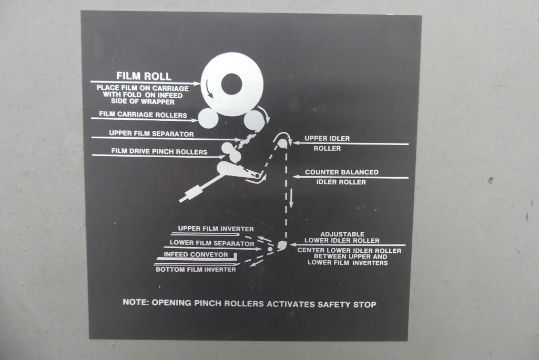 FILM ROLL
PLACE FILM ON CARRIAGE
WITH FOLD ON INFEED
SIDE OF WRAPPER
FILM CARRIAGE ROLLERS
UPPER FILM SEPARATOR
FILM DRIVE PINCH ROLLERS
UPPER IDLER
ROLLER
COUNTER BALANCED
IDLER ROLLER
UPPER FILM INVERTER
LOWER FILM SEPARATOR
INFEED CONVEYOR
BOTTOM FILM INVERTER
ADJUSTABLE
LOWER IDLER ROLLER
CENTER LOWER IDLER ROLLER
BETWEEN UPPER AND
LOWER FILM INVERTERS
NOTE: OPENING PINCH ROLLERS ACTIVATES SAFETY STOP